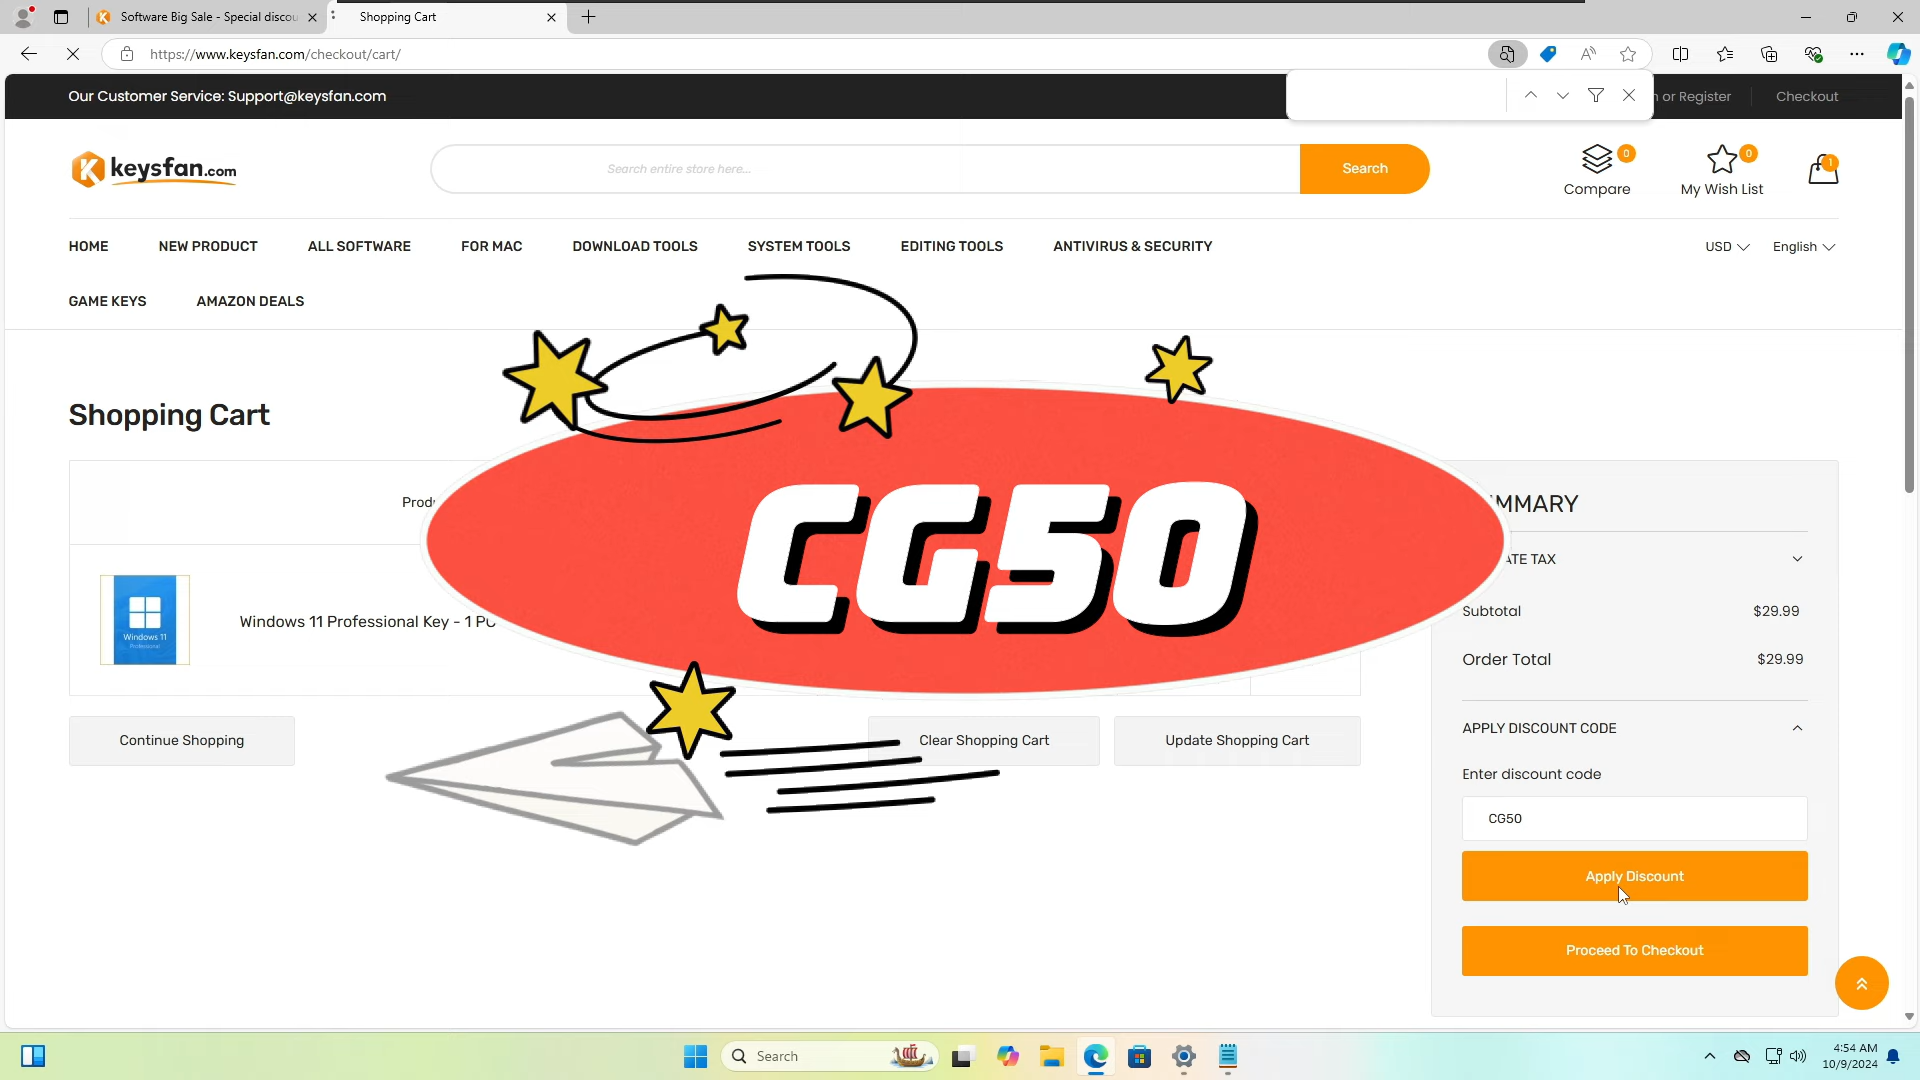 Software Big Sale - Special discou
Shopping Cart
https://www.keysfan.com/checkout/cart/
Our Customer Service: Support@keysfan.com
or Register
Checkout
keysfan.com
Search entire store here...
Search
0
Compare
0
My Wish List
1
HOME
NEW PRODUCT
ALL SOFTWARE
FOR MAC
DOWNLOAD TOOLS
SYSTEM TOOLS
EDITING TOOLS
ANTIVIRUS & SECURITY
USD
English
GAME KEYS
AMAZON DEALS
Shopping Cart
Produ
CG50
Windows 11
Professional
Windows 11 Professional Key - 1 PC
MMARY
ATE TAX
Subtotal
$29.99
Order Total
$29.99
Continue Shopping
Clear Shopping Cart
Update Shopping Cart
APPLY DISCOUNT CODE
Enter discount code
CG50
Apply Discount
Proceed To Checkout
Search
4:54 AM
10/9/2024